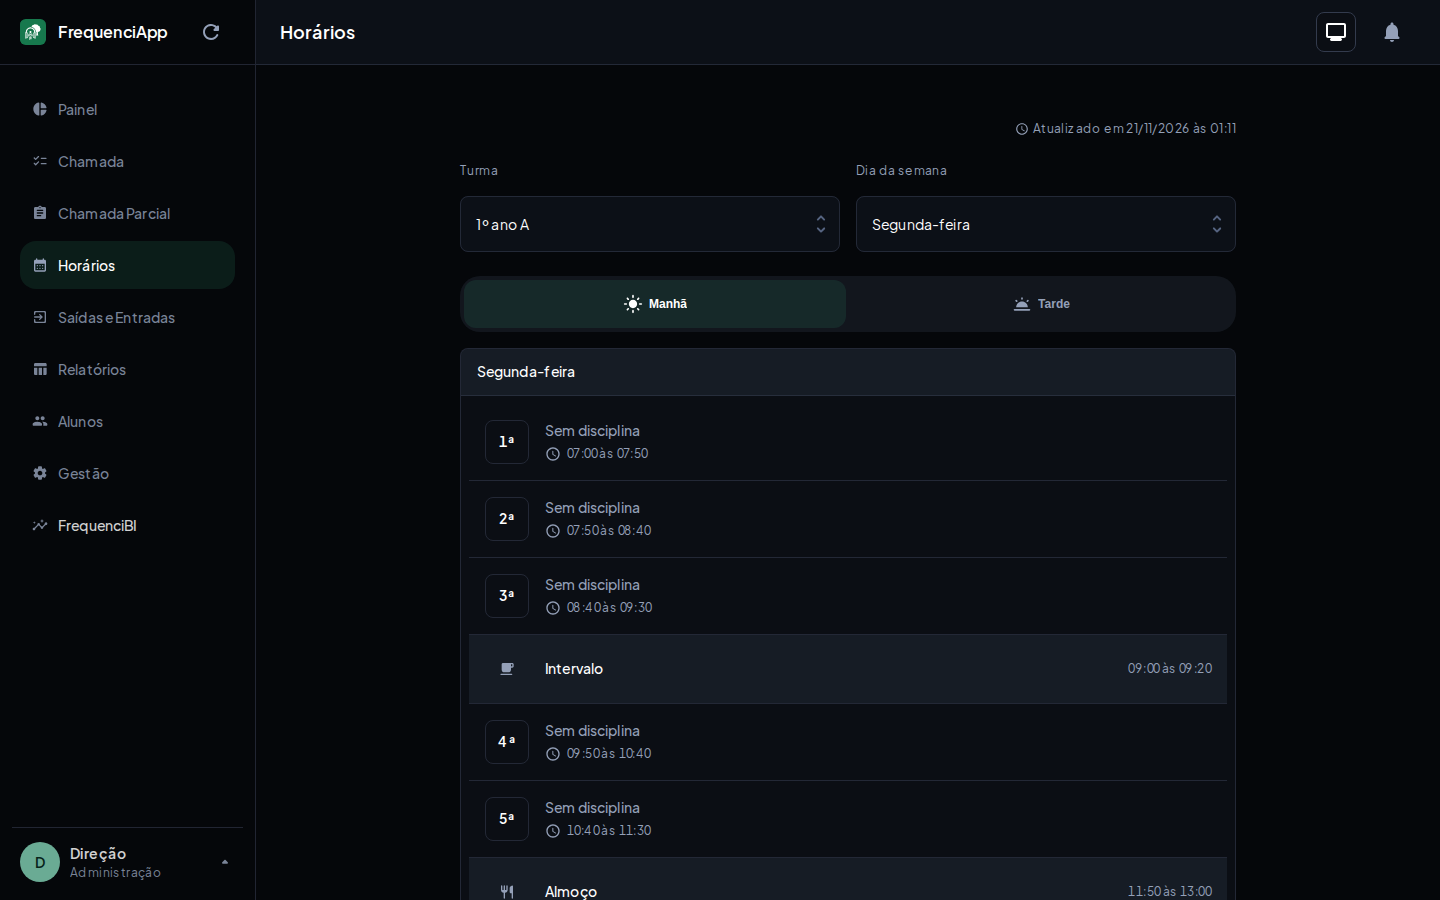 FrequenciApp
Horários
Painel
Chamada
Chamada Parcial
Horários
Saídas e Entradas
Relatórios
Alunos
Gestão
FrequenciBI
D
Direção
Administração
Atualizado em 21/11/2026 às 01:11
Turma
Dia da semana
1º ano A
Segunda-feira
Manhã
Tarde
Segunda-feira
1ª
Sem disciplina
07:00 às 07:50
2ª
Sem disciplina
07:50 às 08:40
3ª
Sem disciplina
08:40 às 09:30
Intervalo
09:00 às 09:20
4ª
Sem disciplina
09:50 às 10:40
5ª
Sem disciplina
10:40 às 11:30
Almoço
11:50 às 13:00